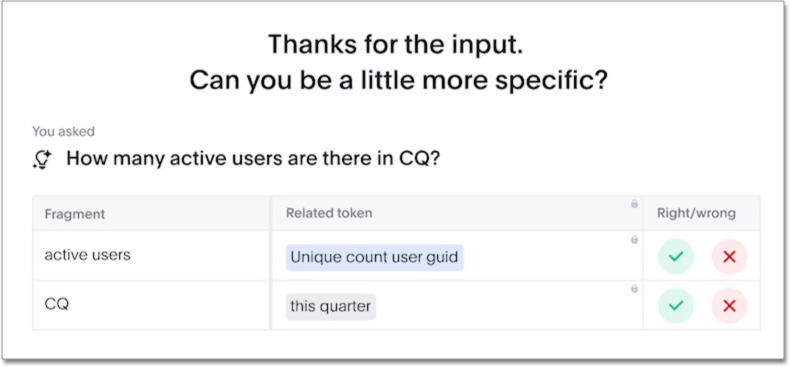 Thanks for the input.
Can you be a little more specific?
You asked
How many active users are there in CQ?
Fragment Related token Right/wrong
active users Unique count user guid
CQ this quarter